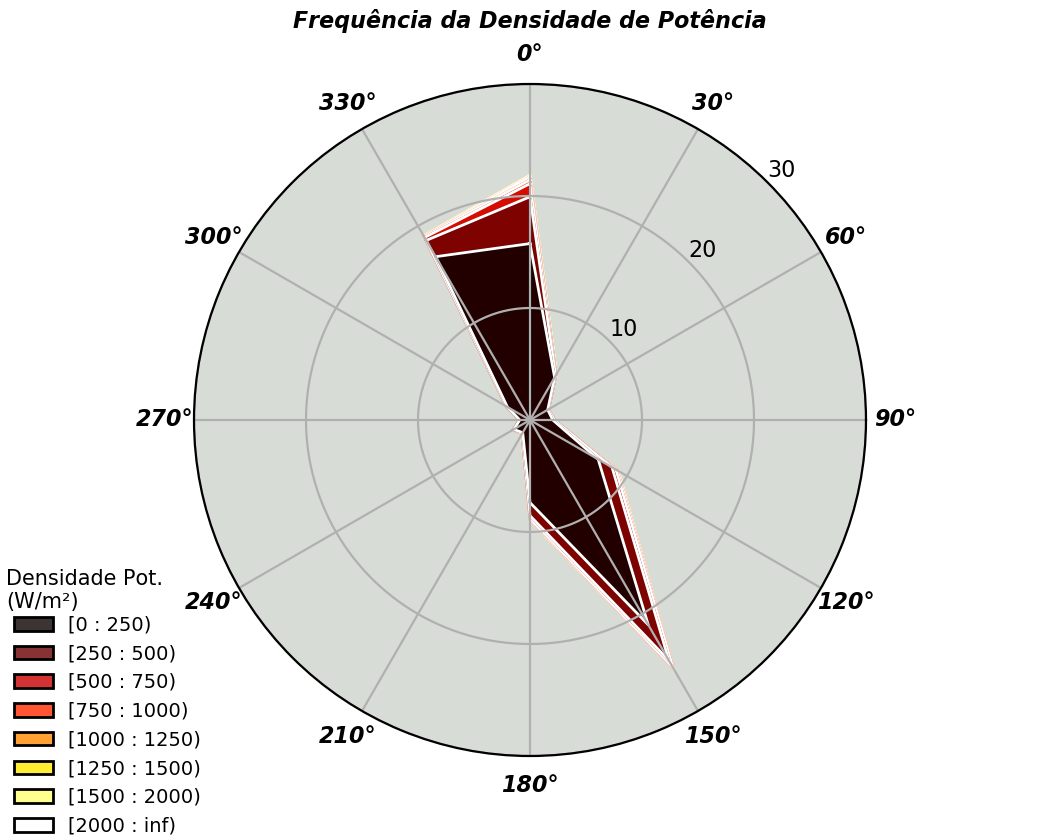 Frequência da Densidade de Potência
0°
330°
30°
30
300°
60°
20
10
270°
90°
240°
120°
210°
150°
180°
Densidade Pot.
(W/m²)
[0 : 250)
[250 : 500)
[500 : 750)
[750 : 1000)
[1000 : 1250)
[1250 : 1500)
[1500 : 2000)
[2000 : inf)